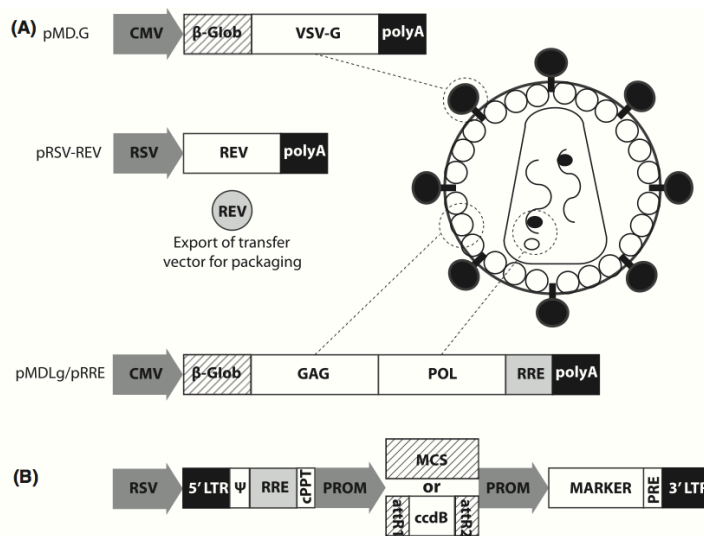 (A)
pMD.G
CMV β-Glob VSV-G polyA
pRSV-REV
RSV REV polyA
REV
Export of transfer
vector for packaging
pMDLg/pRRE
CMV β-Glob GAG POL RRE polyA
(B)
RSV 5' LTR Ψ RRE cPPT PROM
MCS
or
attR1 ccdB attR2
PROM MARKER PRE 3' LTR